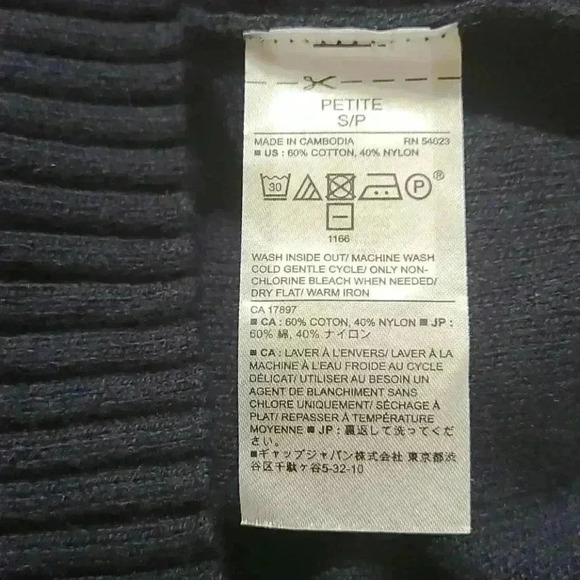 PETITE
S/P
MADE IN CAMBODIA RN 54023
■ US : 60% COTTON, 40% NYLON
30 P ®
1166
WASH INSIDE OUT/ MACHINE WASH
COLD GENTLE CYCLE/ ONLY NON-
CHLORINE BLEACH WHEN NEEDED/
DRY FLAT/ WARM IRON
CA 17897
■ CA : 60% COTON, 40% NYLON ■ JP :
60% 綿, 40% ナイロン
■ CA : LAVER À L'ENVERS/ LAVER À LA
MACHINE À L'EAU FROIDE AU CYCLE
DÉLICAT/ UTILISER AU BESOIN UN
AGENT DE BLANCHIMENT SANS
CHLORE UNIQUEMENT/ SÉCHAGE À
PLAT/ REPASSER À TEMPÉRATURE
MOYENNE ■ JP : 裏返して洗ってくだ
さい。
■ギャップジャパン株式会社 東京都渋
谷区千駄ヶ谷5-32-10